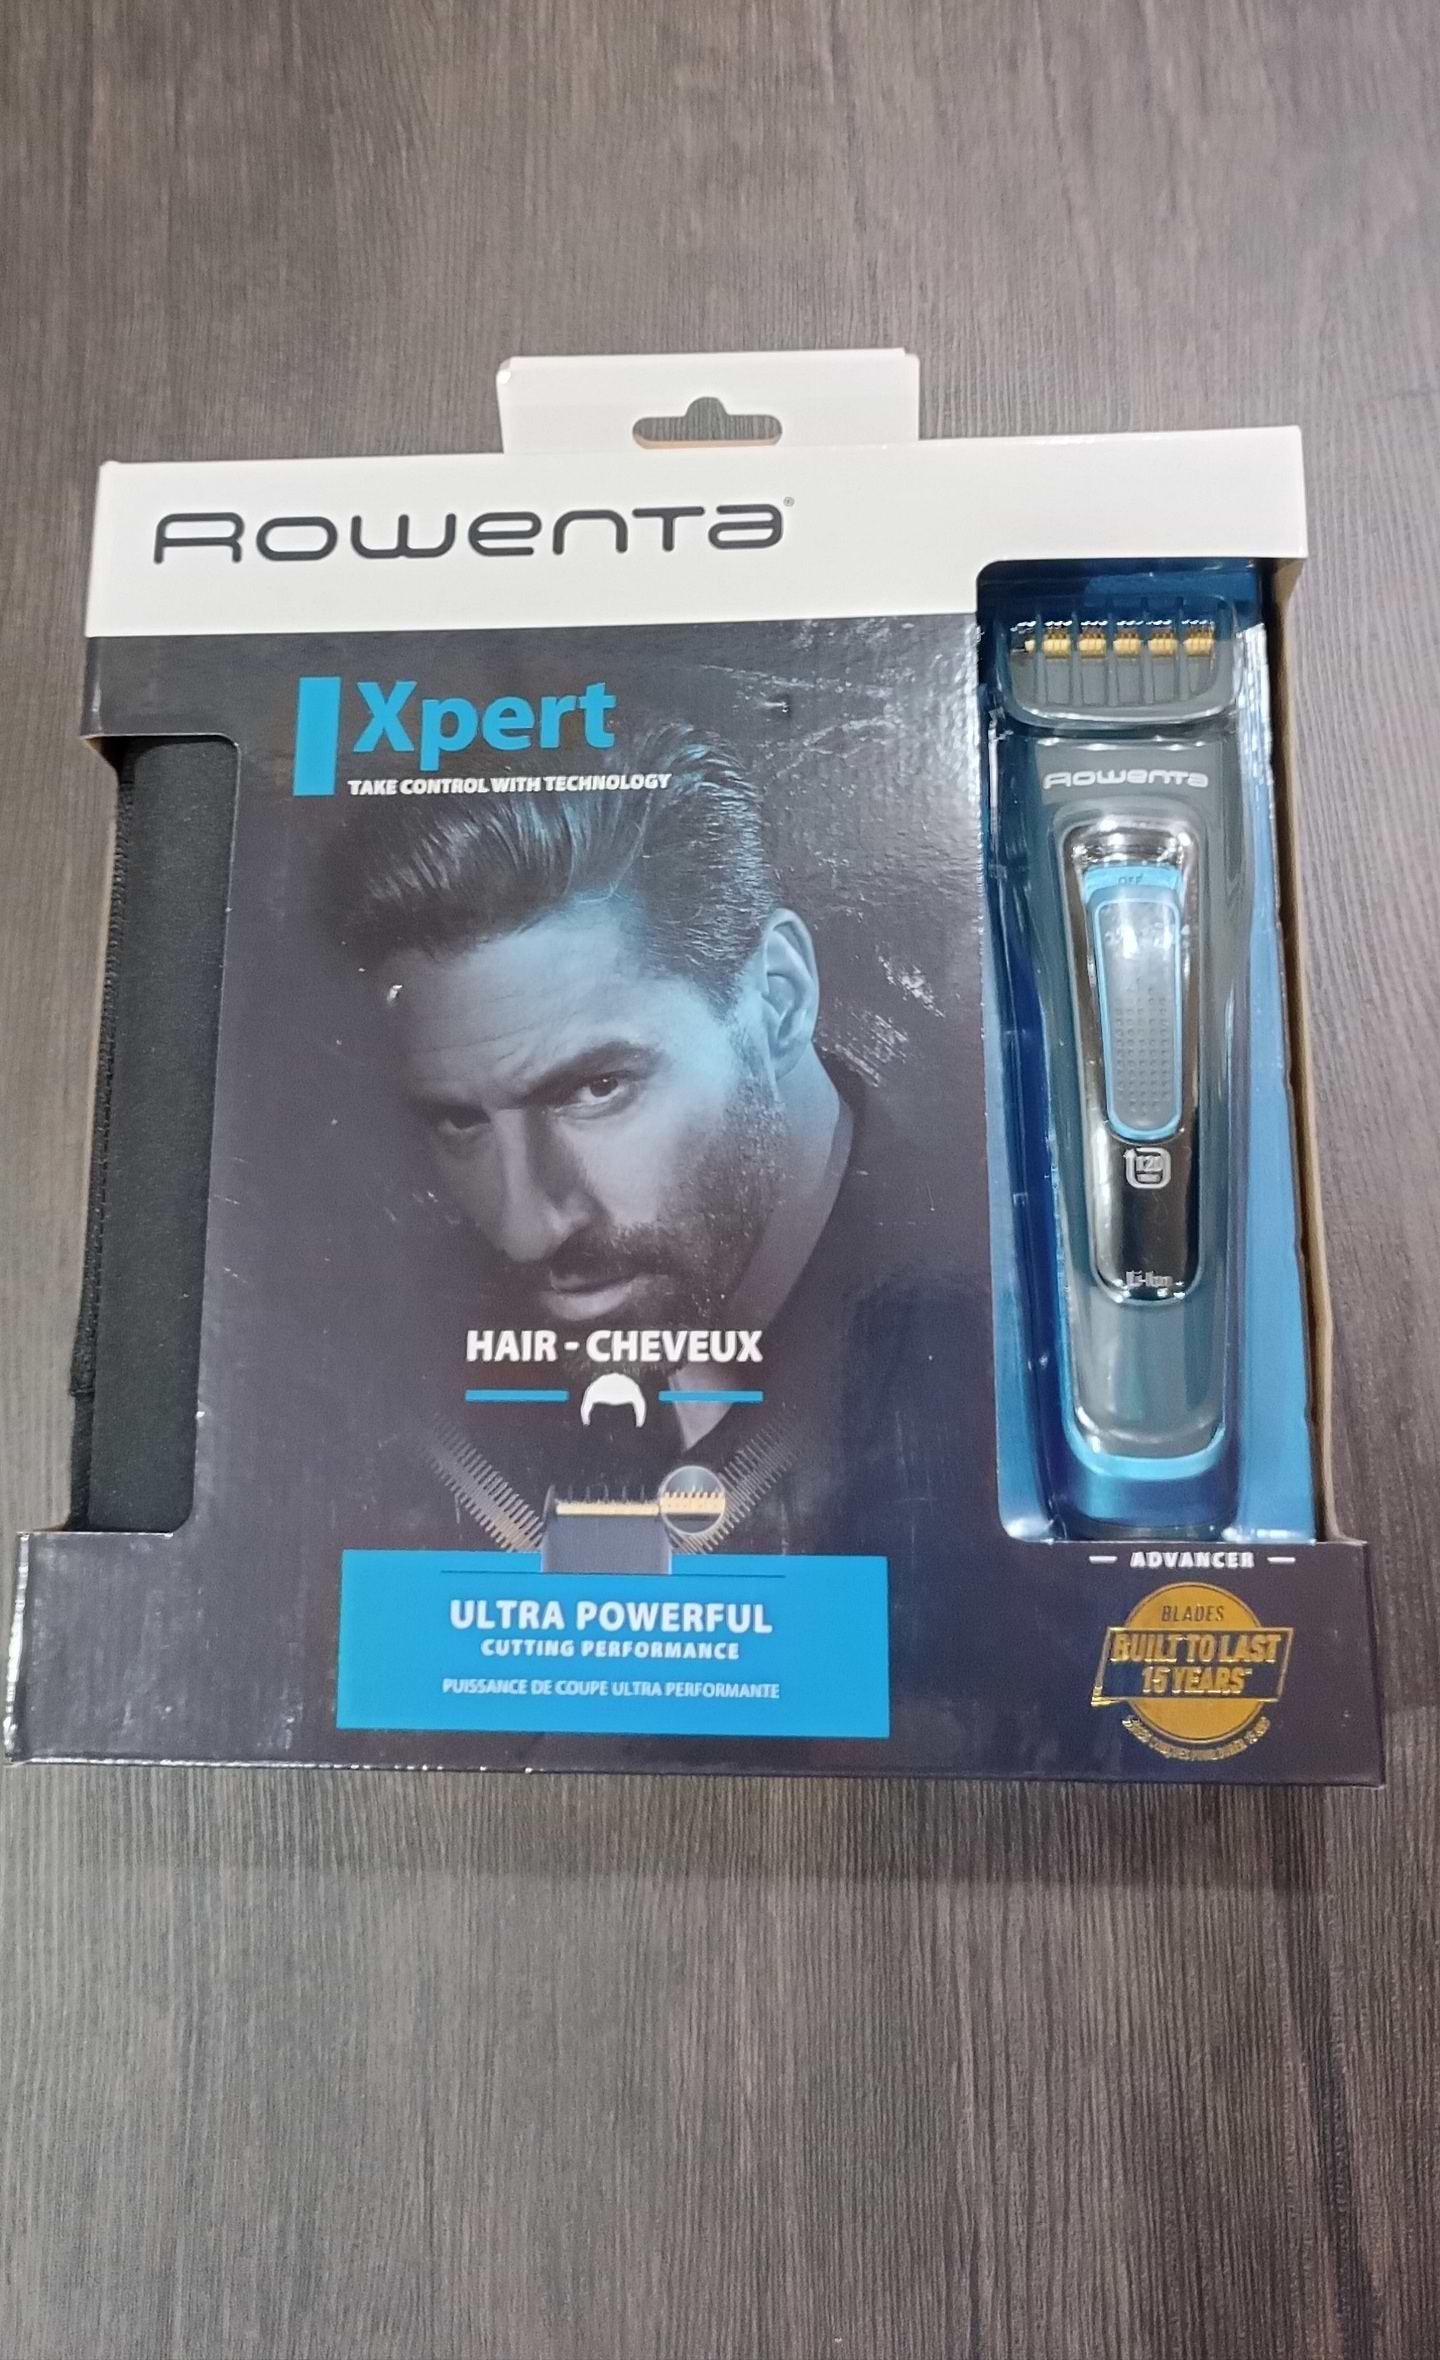 Rowenta®
Xpert
TAKE CONTROL WITH TECHNOLOGY
Rowenta
OFF
120
Li-Ion
HAIR - CHEVEUX
ULTRA POWERFUL
CUTTING PERFORMANCE
PUISSANCE DE COUPE ULTRA PERFORMANTE
ADVANCER
BLADES
BUILT TO LAST
15 YEARS*